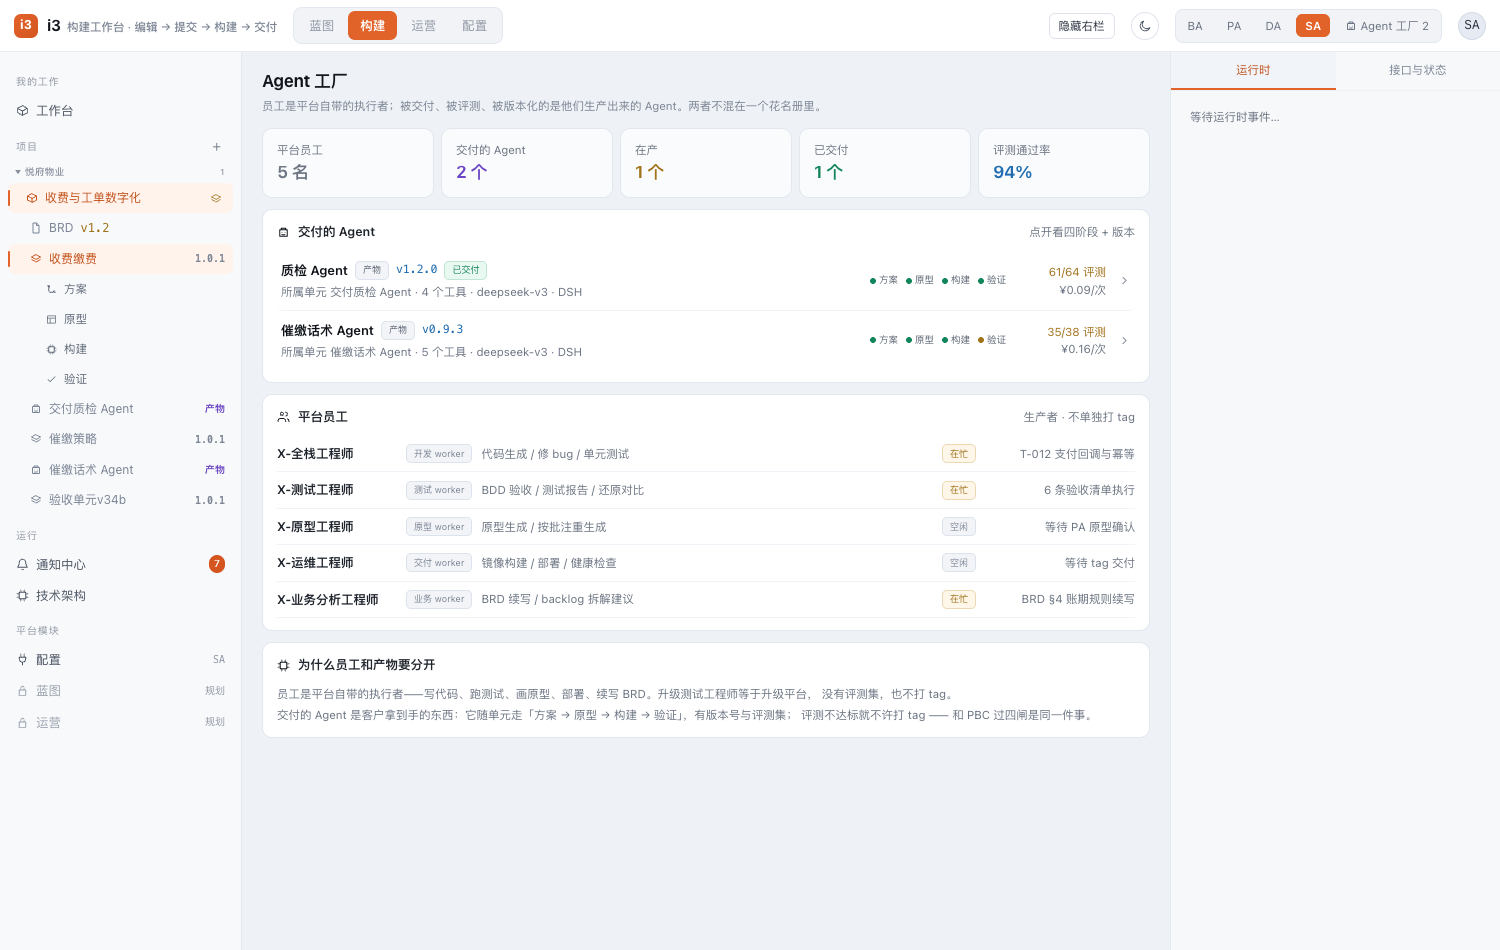 i3 i3 构建工作台 · 编辑 → 提交 → 构建 → 交付 蓝图 构建 运营 配置 隐藏右栏 BA PA DA SA Agent 工厂 2 SA
我的工作
工作台
项目 +
悦府物业 1
收费与工单数字化
BRD v1.2
收费缴费 1.0.1
方案
原型
构建
验证
交付质检 Agent 产物
催缴策略 1.0.1
催缴话术 Agent 产物
验收单元v34b 1.0.1
运行
通知中心 7
技术架构
平台模块
配置 SA
蓝图 规划
运营 规划
Agent 工厂
员工是平台自带的执行者；被交付、被评测、被版本化的是他们生产出来的 Agent。两者不混在一个花名册里。
平台员工
5 名
交付的 Agent
2 个
在产
1 个
已交付
1 个
评测通过率
94%
交付的 Agent 点开看四阶段 + 版本
质检 Agent 产物 v1.2.0 已交付
所属单元 交付质检 Agent · 4 个工具 · deepseek-v3 · DSH
方案 原型 构建 验证
61/64 评测
¥0.09/次
催缴话术 Agent 产物 v0.9.3
所属单元 催缴话术 Agent · 5 个工具 · deepseek-v3 · DSH
方案 原型 构建 验证
35/38 评测
¥0.16/次
平台员工 生产者 · 不单独打 tag
X-全栈工程师 开发 worker 代码生成 / 修 bug / 单元测试 在忙 T-012 支付回调与幂等
X-测试工程师 测试 worker BDD 验收 / 测试报告 / 还原对比 在忙 6 条验收清单执行
X-原型工程师 原型 worker 原型生成 / 按批注重生成 空闲 等待 PA 原型确认
X-运维工程师 交付 worker 镜像构建 / 部署 / 健康检查 空闲 等待 tag 交付
X-业务分析工程师 业务 worker BRD 续写 / backlog 拆解建议 在忙 BRD §4 账期规则续写
为什么员工和产物要分开
员工是平台自带的执行者——写代码、跑测试、画原型、部署、续写 BRD。升级测试工程师等于升级平台， 没有评测集，也不打 tag。
交付的 Agent 是客户拿到手的东西：它随单元走「方案 → 原型 → 构建 → 验证」，有版本号与评测集； 评测不达标就不许打 tag —— 和 PBC 过四闸是同一件事。
运行时 接口与状态
等待运行时事件...